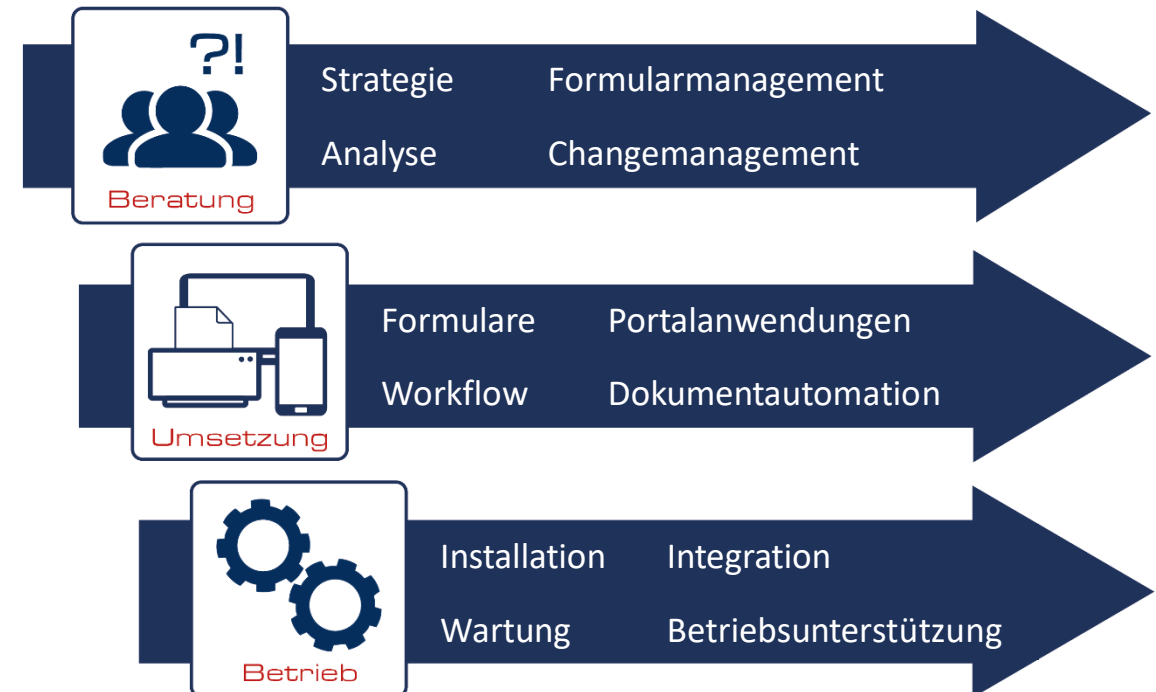 ?!
Beratung
Strategie Formularmanagement
Analyse Changemanagement
Umsetzung
Formulare Portalanwendungen
Workflow Dokumentautomation
Betrieb
Installation Integration
Wartung Betriebsunterstützung